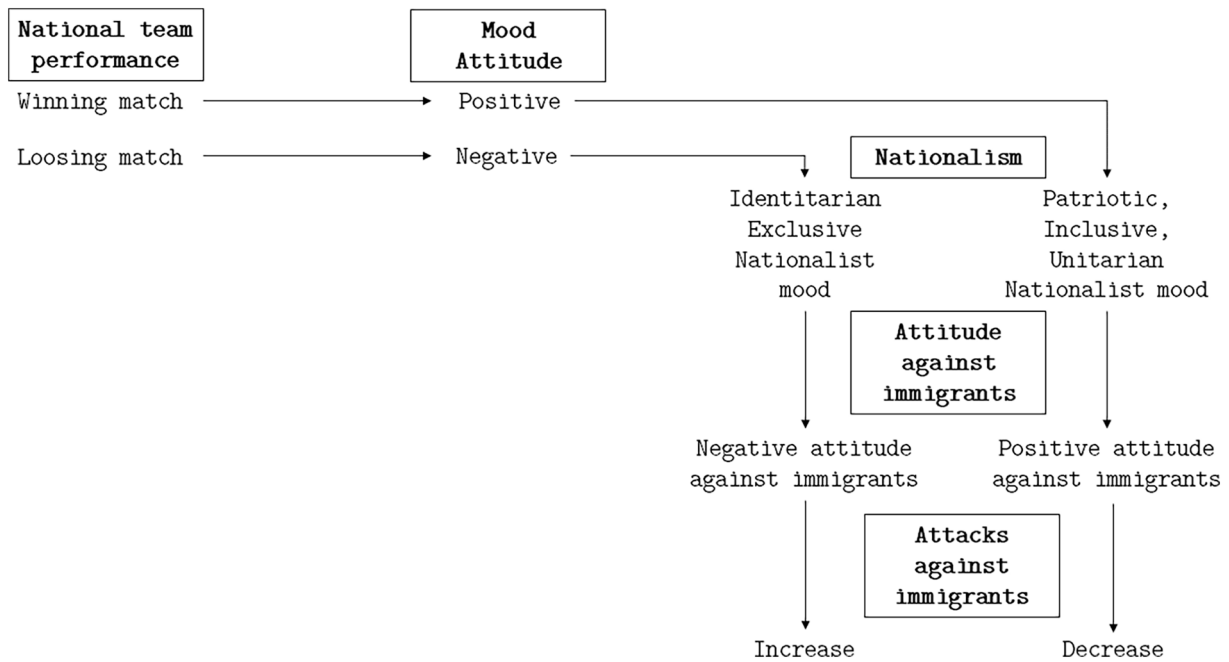 National team
performance
Mood
Attitude
Winning match
Positive
Loosing match
Negative
Nationalism
Identitarian
Exclusive
Nationalist
mood
Patriotic,
Inclusive,
Unitarian
Nationalist mood
Attitude
against
immigrants
Negative attitude
against immigrants
Positive attitude
against immigrants
Attacks
against
immigrants
Increase
Decrease